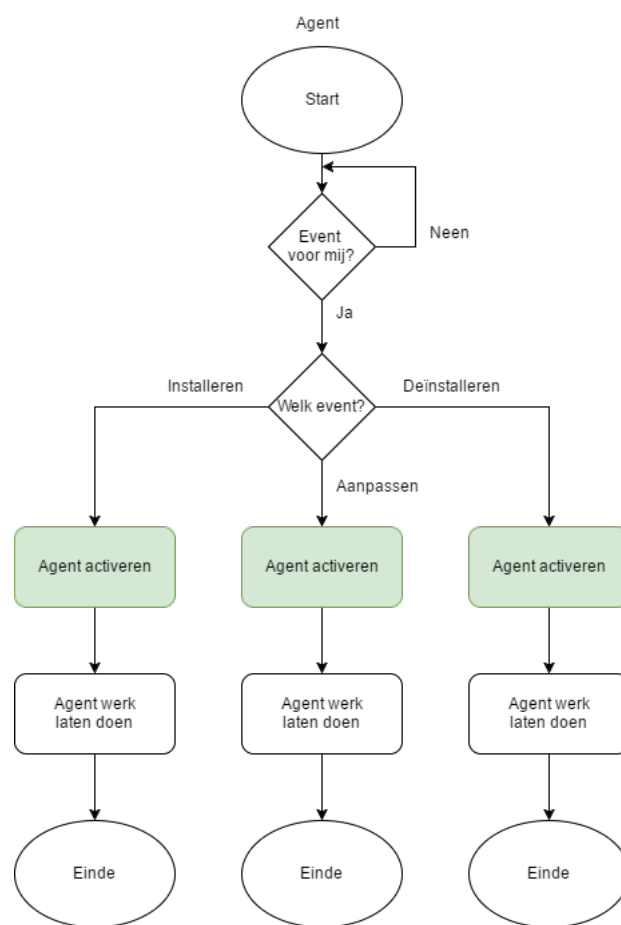 Agent
Start
Event
voor mij?
Neen
Ja
Installeren
Welk event?
Deïnstalleren
Aanpassen
Agent activeren
Agent activeren
Agent activeren
Agent werk
laten doen
Agent werk
laten doen
Agent werk
laten doen
Einde
Einde
Einde